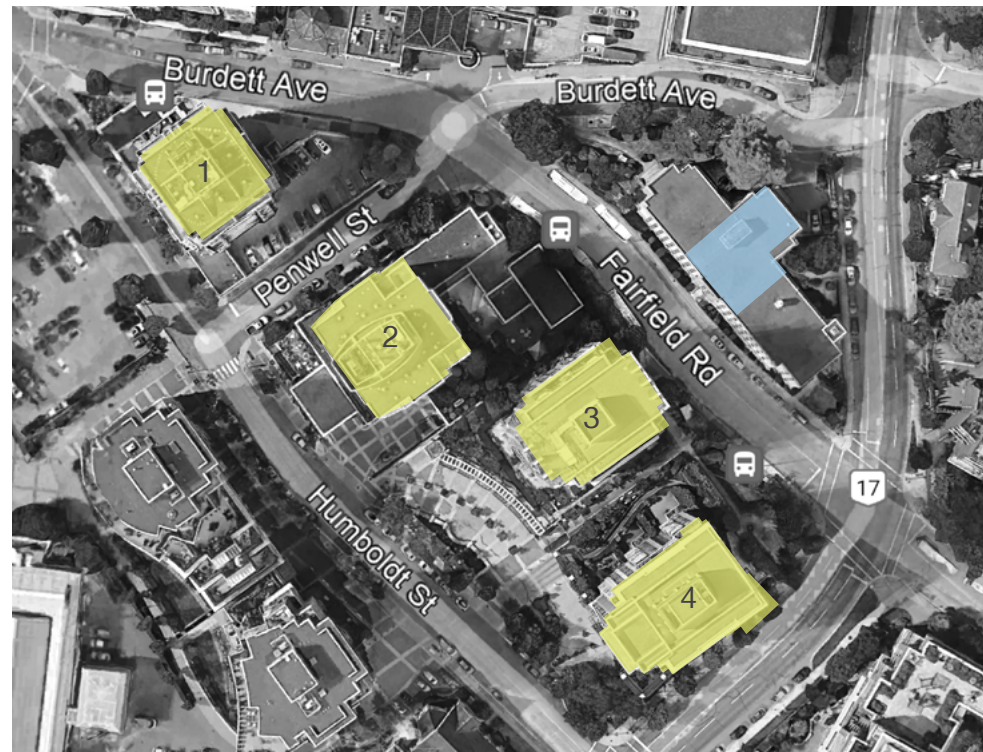 Burdett Ave
Burdett Ave
1
Penwell St
2
Fairfield Rd
3
17
Humboldt St
4